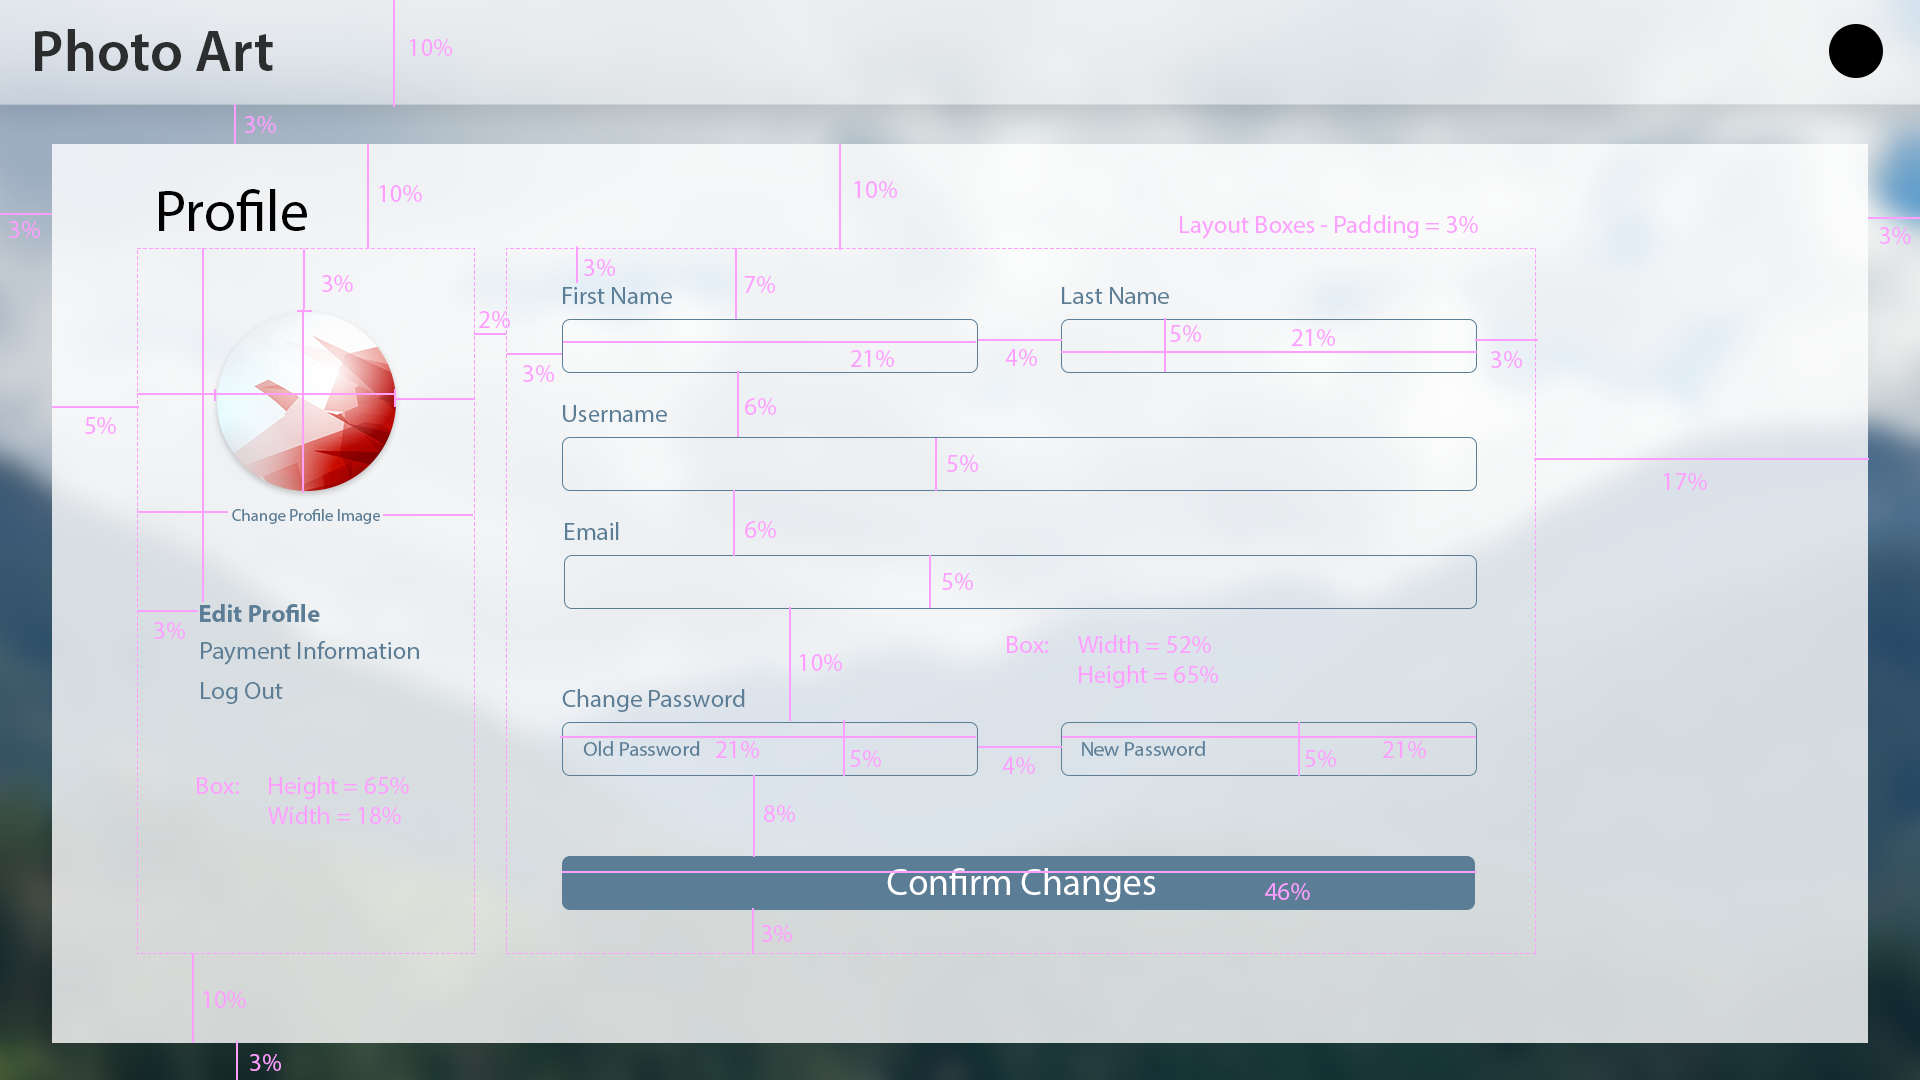 Photo Art
10%
3%
Profile
10%
10%
3%
3%
Layout Boxes - Padding = 3%
3%
3%
7%
First Name
Last Name
2%
5%
21%
21%
4%
3%
3%
Username
6%
5%
5%
17%
Change Profile Image
Email
6%
5%
Edit Profile
3%
Payment Information
Log Out
10%
Box: Width = 52%
Height = 65%
Change Password
Old Password
21%
5%
4%
New Password
5%
21%
Box: Height = 65%
Width = 18%
8%
Confirm Changes
46%
3%
10%
3%